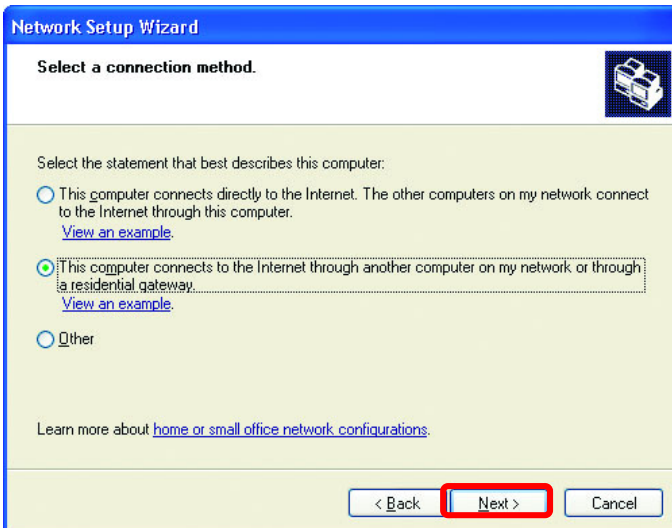 Network Setup Wizard
Select a connection method.
Select the statement that best describes this computer:
This computer connects directly to the Internet. The other computers on my network connect
to the Internet through this computer.
View an example.
This computer connects to the Internet through another computer on my network or through
a residential gateway.
View an example.
Other
Learn more about home or small office network configurations.
< Back Next > Cancel